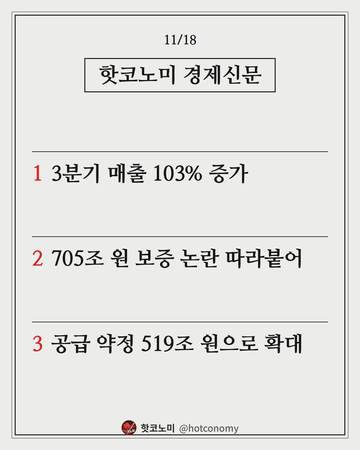 11/18
핫코노미 경제신문
1 3분기 매출 103% 증가
2 705조 원 보증 논란 따라붙어
3 공급 약정 519조 원으로 확대
핫코노미 @hotconomy